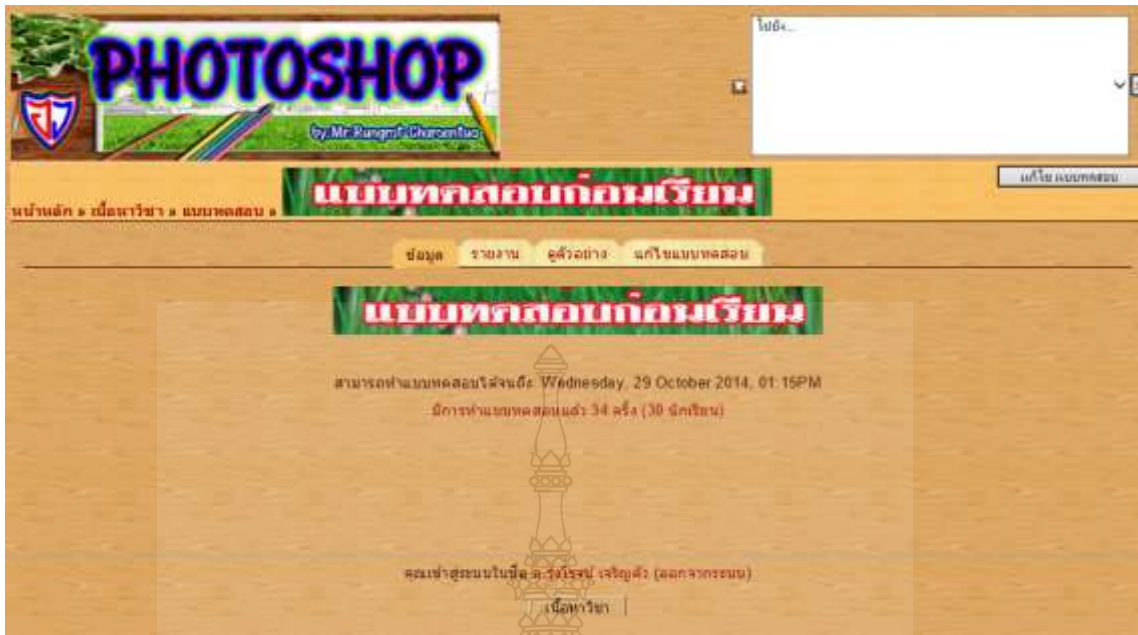 PHOTOSHOP
by Mr. Rungrot Charoentua
ไปยัง...
แก้ไข แบบทดสอบ
หน้าหลัก » เนื้อหาวิชา » แบบทดสอบ » แบบทดสอบก่อนเรียน
ข้อมูล รายงาน ดูตัวอย่าง แก้ไขแบบทดสอบ
แบบทดสอบก่อนเรียน
สามารถทำแบบทดสอบได้จนถึง: Wednesday, 29 October 2014, 01:15PM
มีการทำแบบทดสอบแล้ว 34 ครั้ง (30 นักเรียน)
คุณเข้าสู่ระบบในชื่อ รุ่งโรจน์ เจริญตัว (ออกจากระบบ)
เนื้อหาวิชา